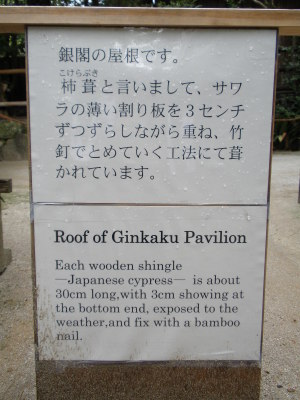 銀閣の屋根です。
こけらぶき
柿葺と言いまして、サワ
ラの薄い割り板を３センチ
ずつずらしながら重ね、竹
釘でとめていく工法にて葺
かれています。
Roof of Ginkaku Pavilion
Each wooden shingle
—Japanese cypress— is about
30cm long,with 3cm showing at
the bottom end, exposed to the
weather,and fix with a bamboo
nail.